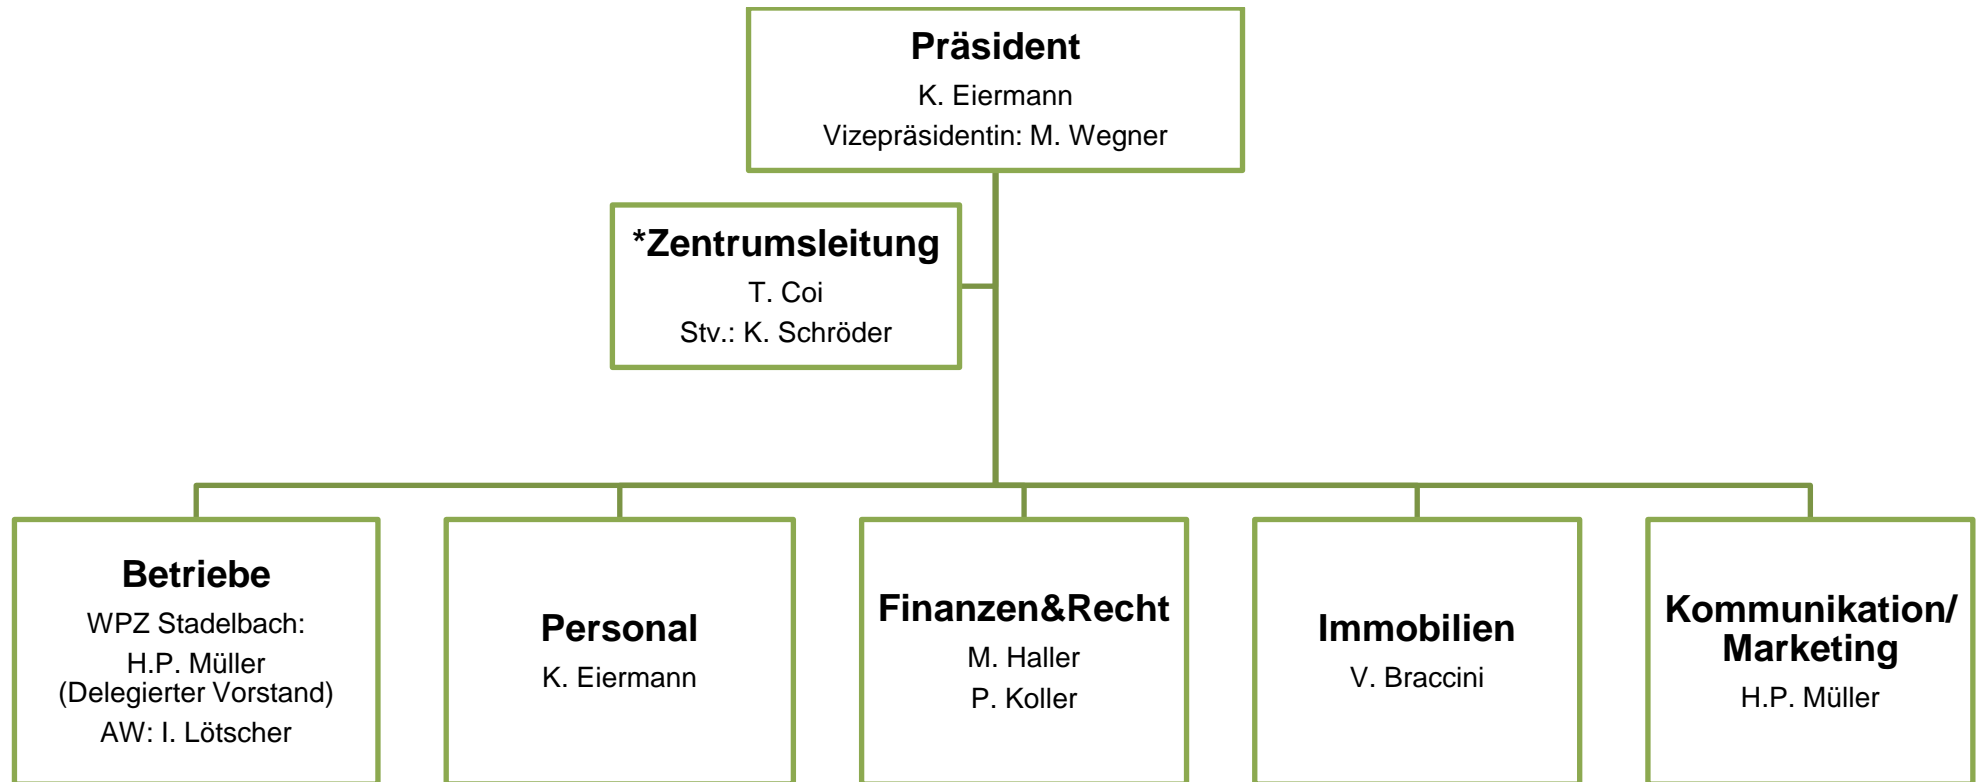 Präsident
K. Eiermann
Vizepräsidentin: M. Wegner
*Zentrumsleitung
T. Coi
Stv.: K. Schröder
Betriebe
WPZ Stadelbach:
H.P. Müller
(Delegierter Vorstand)
AW: I. Lötscher
Personal
K. Eiermann
Finanzen&Recht
M. Haller
P. Koller
Immobilien
V. Braccini
Kommunikation/
Marketing
H.P. Müller